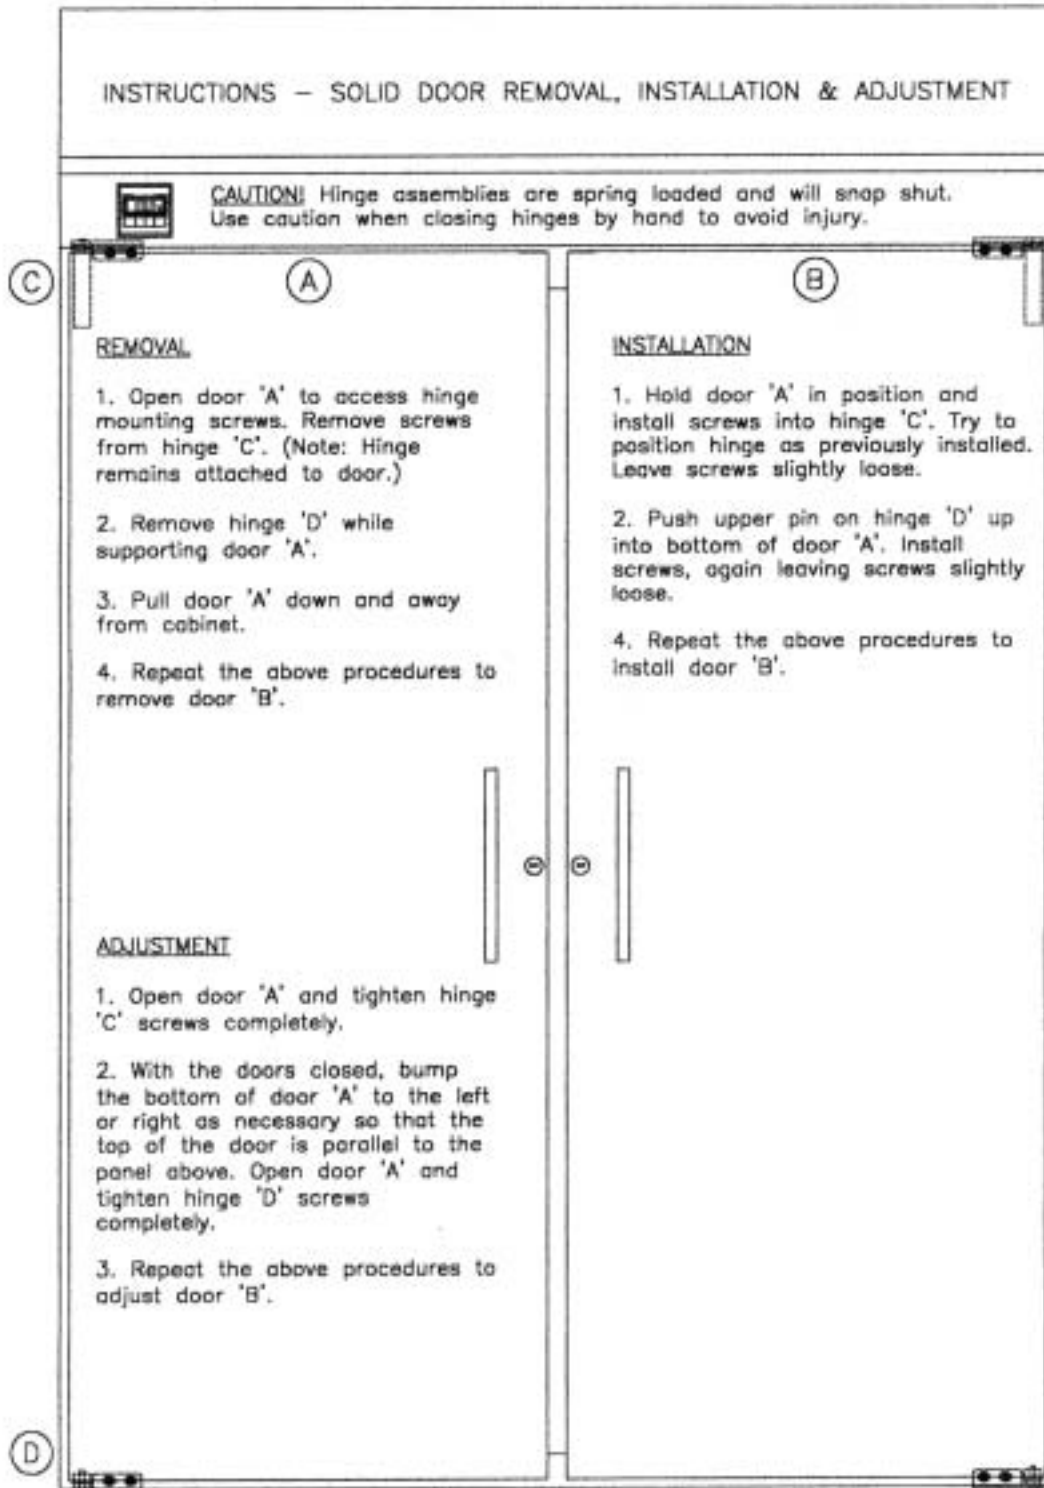 INSTRUCTIONS – SOLID DOOR REMOVAL, INSTALLATION & ADJUSTMENT
CAUTION! Hinge assemblies are spring loaded and will snap shut.
Use caution when closing hinges by hand to avoid injury.
C
A
B
REMOVAL
1. Open door 'A' to access hinge
mounting screws. Remove screws
from hinge 'C'. (Note: Hinge
remains attached to door.)
2. Remove hinge 'D' while
supporting door 'A'.
3. Pull door 'A' down and away
from cabinet.
4. Repeat the above procedures to
remove door 'B'.
INSTALLATION
1. Hold door 'A' in position and
install screws into hinge 'C'. Try to
position hinge as previously installed.
Leave screws slightly loose.
2. Push upper pin on hinge 'D' up
into bottom of door 'A'. Install
screws, again leaving screws slightly
loose.
4. Repeat the above procedures to
install door 'B'.
ADJUSTMENT
1. Open door 'A' and tighten hinge
'C' screws completely.
2. With the doors closed, bump
the bottom of door 'A' to the left
or right as necessary so that the
top of the door is parallel to the
panel above. Open door 'A' and
tighten hinge 'D' screws
completely.
3. Repeat the above procedures to
adjust door 'B'.
D